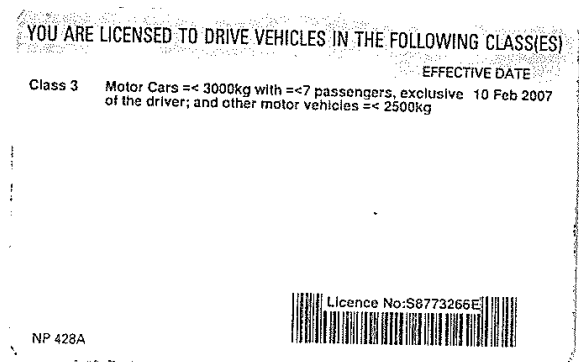 YOU ARE LICENSED TO DRIVE VEHICLES IN THE FOLLOWING CLASS(ES)
EFFECTIVE DATE
Class 3 Motor Cars =< 3000kg with =<7 passengers, exclusive 10 Feb 2007
of the driver; and other motor vehicles =< 2500kg
Licence No:S8773266E
NP 428A